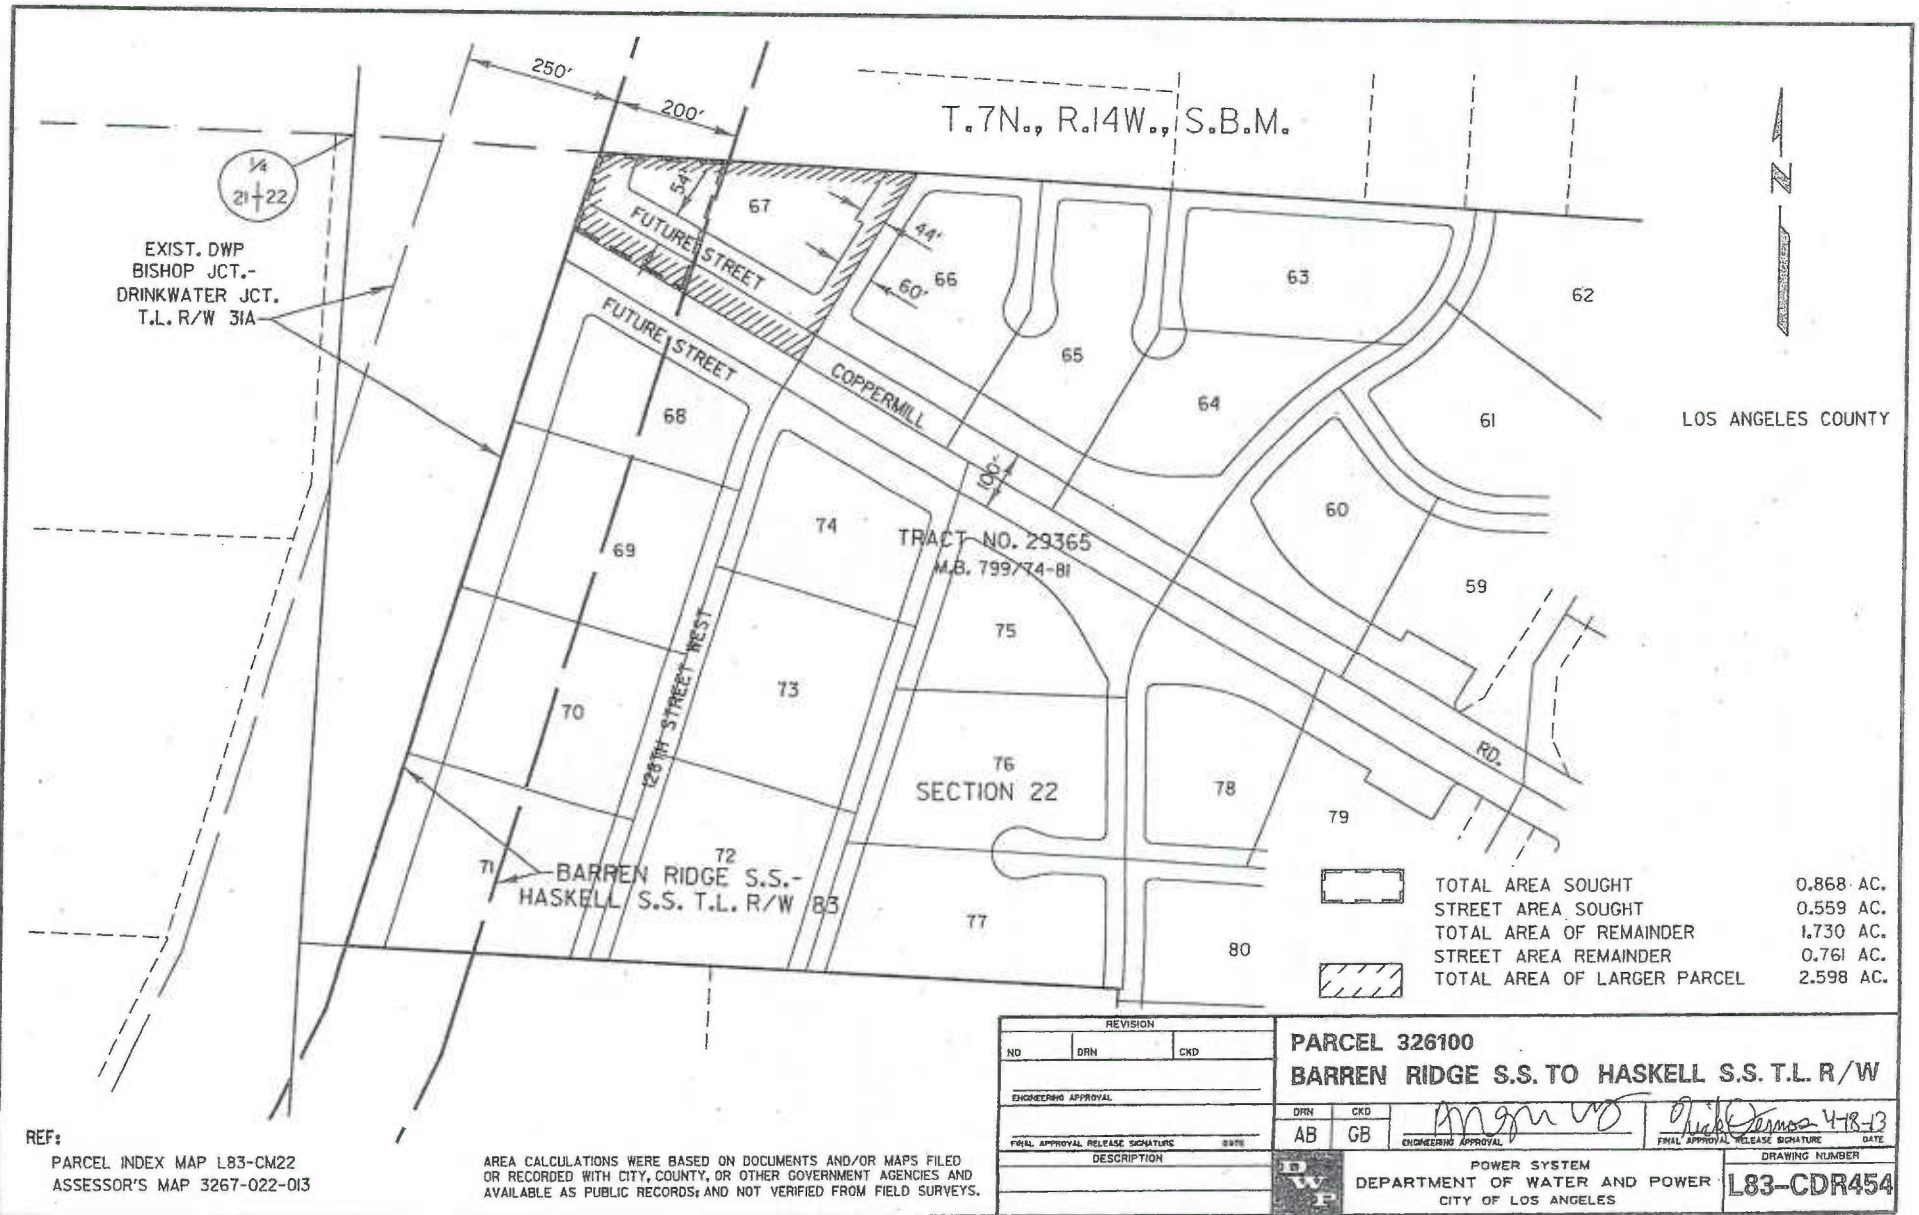 250'
200'
T.7N., R.14W., S.B.M.
1/4
21 22
N
EXIST. DWP
BISHOP JCT.-
DRINKWATER JCT.
T.L. R/W 31A
54'
67
FUTURE STREET
44'
60'
66
63
62
FUTURE STREET
65
COPPERMILL
64
61
LOS ANGELES COUNTY
68
100'
60
69
74
TRACT NO. 29365
M.B. 799/74-81
59
75
128TH STREET WEST
70
73
RD.
76
SECTION 22
78
79
71
72
BARREN RIDGE S.S.-
HASKELL S.S. T.L. R/W
83
77
80
TOTAL AREA SOUGHT 0.868 AC.
STREET AREA SOUGHT 0.559 AC.
TOTAL AREA OF REMAINDER 1.730 AC.
STREET AREA REMAINDER 0.761 AC.
TOTAL AREA OF LARGER PARCEL 2.598 AC.
REVISION
NO DRN CKD
ENGINEERING APPROVAL
FINAL APPROVAL RELEASE SIGNATURE DATE
DESCRIPTION
PARCEL 326100
BARREN RIDGE S.S. TO HASKELL S.S. T.L. R/W
DRN CKD
AB GB
ENGINEERING APPROVAL
4-18-13
FINAL APPROVAL RELEASE SIGNATURE DATE
DWP
POWER SYSTEM
DEPARTMENT OF WATER AND POWER
CITY OF LOS ANGELES
DRAWING NUMBER
L83-CDR454
REF:
PARCEL INDEX MAP L83-CM22
ASSESSOR'S MAP 3267-022-013
AREA CALCULATIONS WERE BASED ON DOCUMENTS AND/OR MAPS FILED
OR RECORDED WITH CITY, COUNTY, OR OTHER GOVERNMENT AGENCIES AND
AVAILABLE AS PUBLIC RECORDS; AND NOT VERIFIED FROM FIELD SURVEYS.